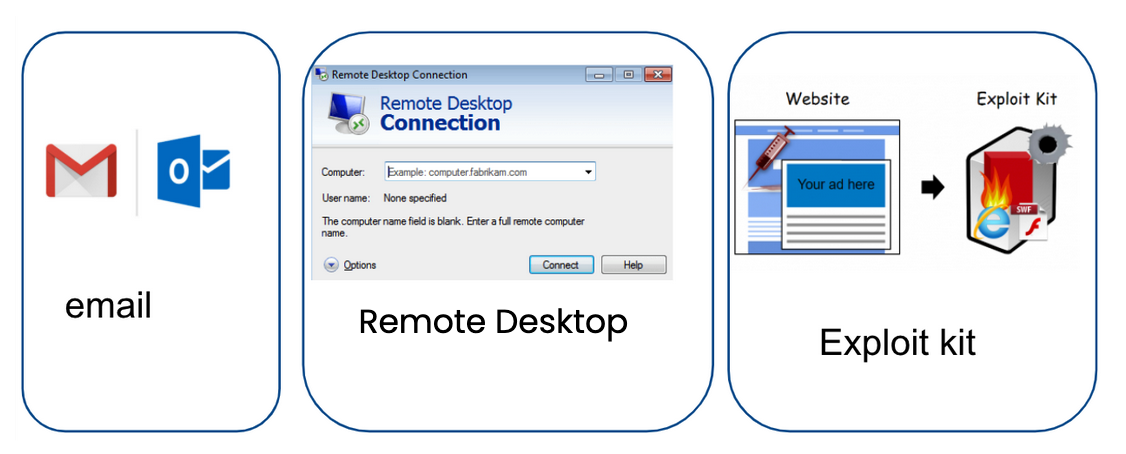 email
Remote Desktop Connection
Remote Desktop
Connection
Computer: Example: computer.fabrikam.com
User name: None specified
The computer name field is blank. Enter a full remote computer
name.
Options Connect Help
Remote Desktop
Website Exploit Kit
Your ad here
SWF
Exploit kit